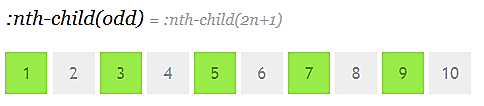 :nth-child(odd) = :nth-child(2n+1)
1 2 3 4 5 6 7 8 9 10